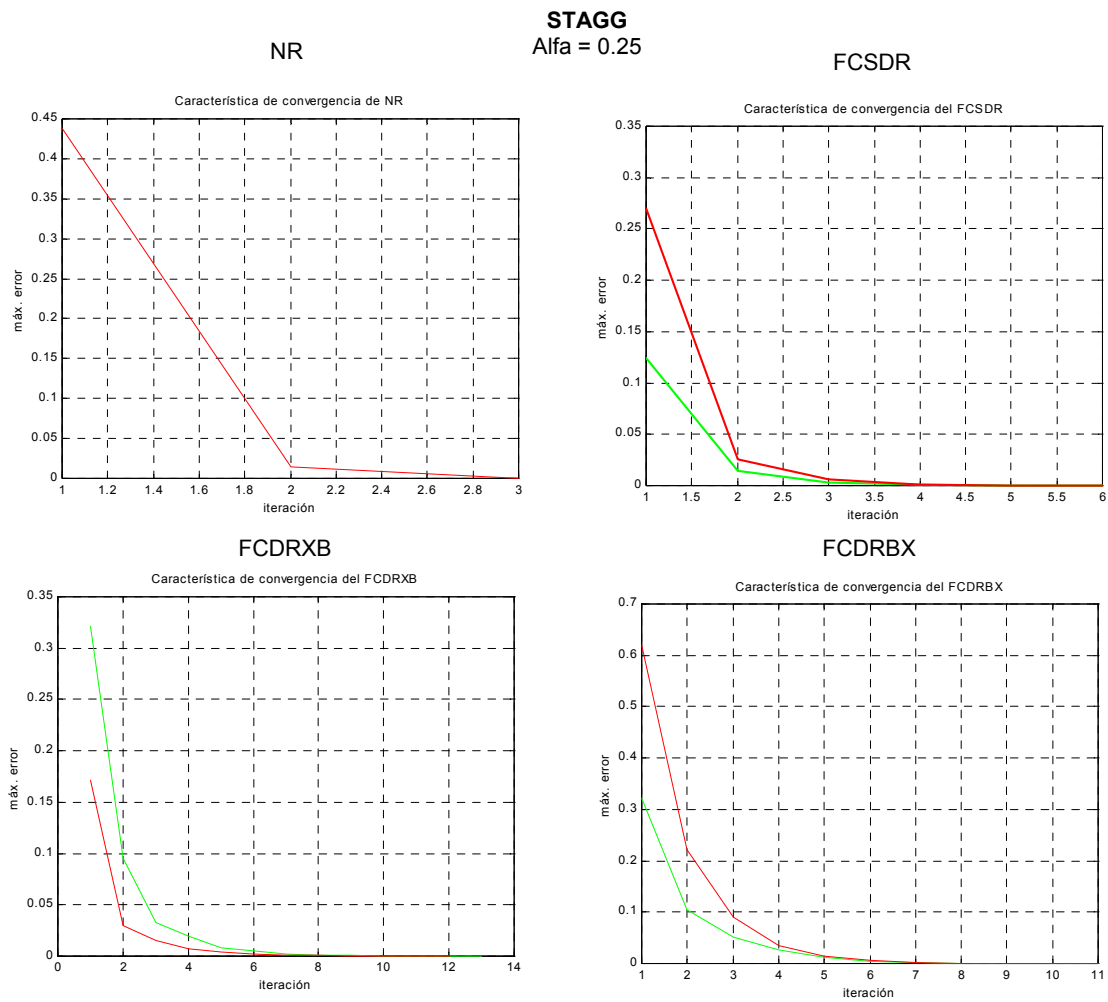 STAGG
Alfa = 0.25
NR
FCSDR
Característica de convergencia de NR
0.45
0.4
0.35
0.3
0.25
0.2
0.15
0.1
0.05
0
máx. error
1 1.2 1.4 1.6 1.8 2 2.2 2.4 2.6 2.8 3
iteración
Característica de convergencia del FCSDR
0.35
0.3
0.25
0.2
0.15
0.1
0.05
0
máx. error
1 1.5 2 2.5 3 3.5 4 4.5 5 5.5 6
iteración
FCDRXB
FCDRBX
Característica de convergencia del FCDRXB
0.35
0.3
0.25
0.2
0.15
0.1
0.05
0
máx. error
0 2 4 6 8 10 12 14
iteración
Característica de convergencia del FCDRBX
0.7
0.6
0.5
0.4
0.3
0.2
0.1
0
máx. error
1 2 3 4 5 6 7 8 9 10 11
iteración